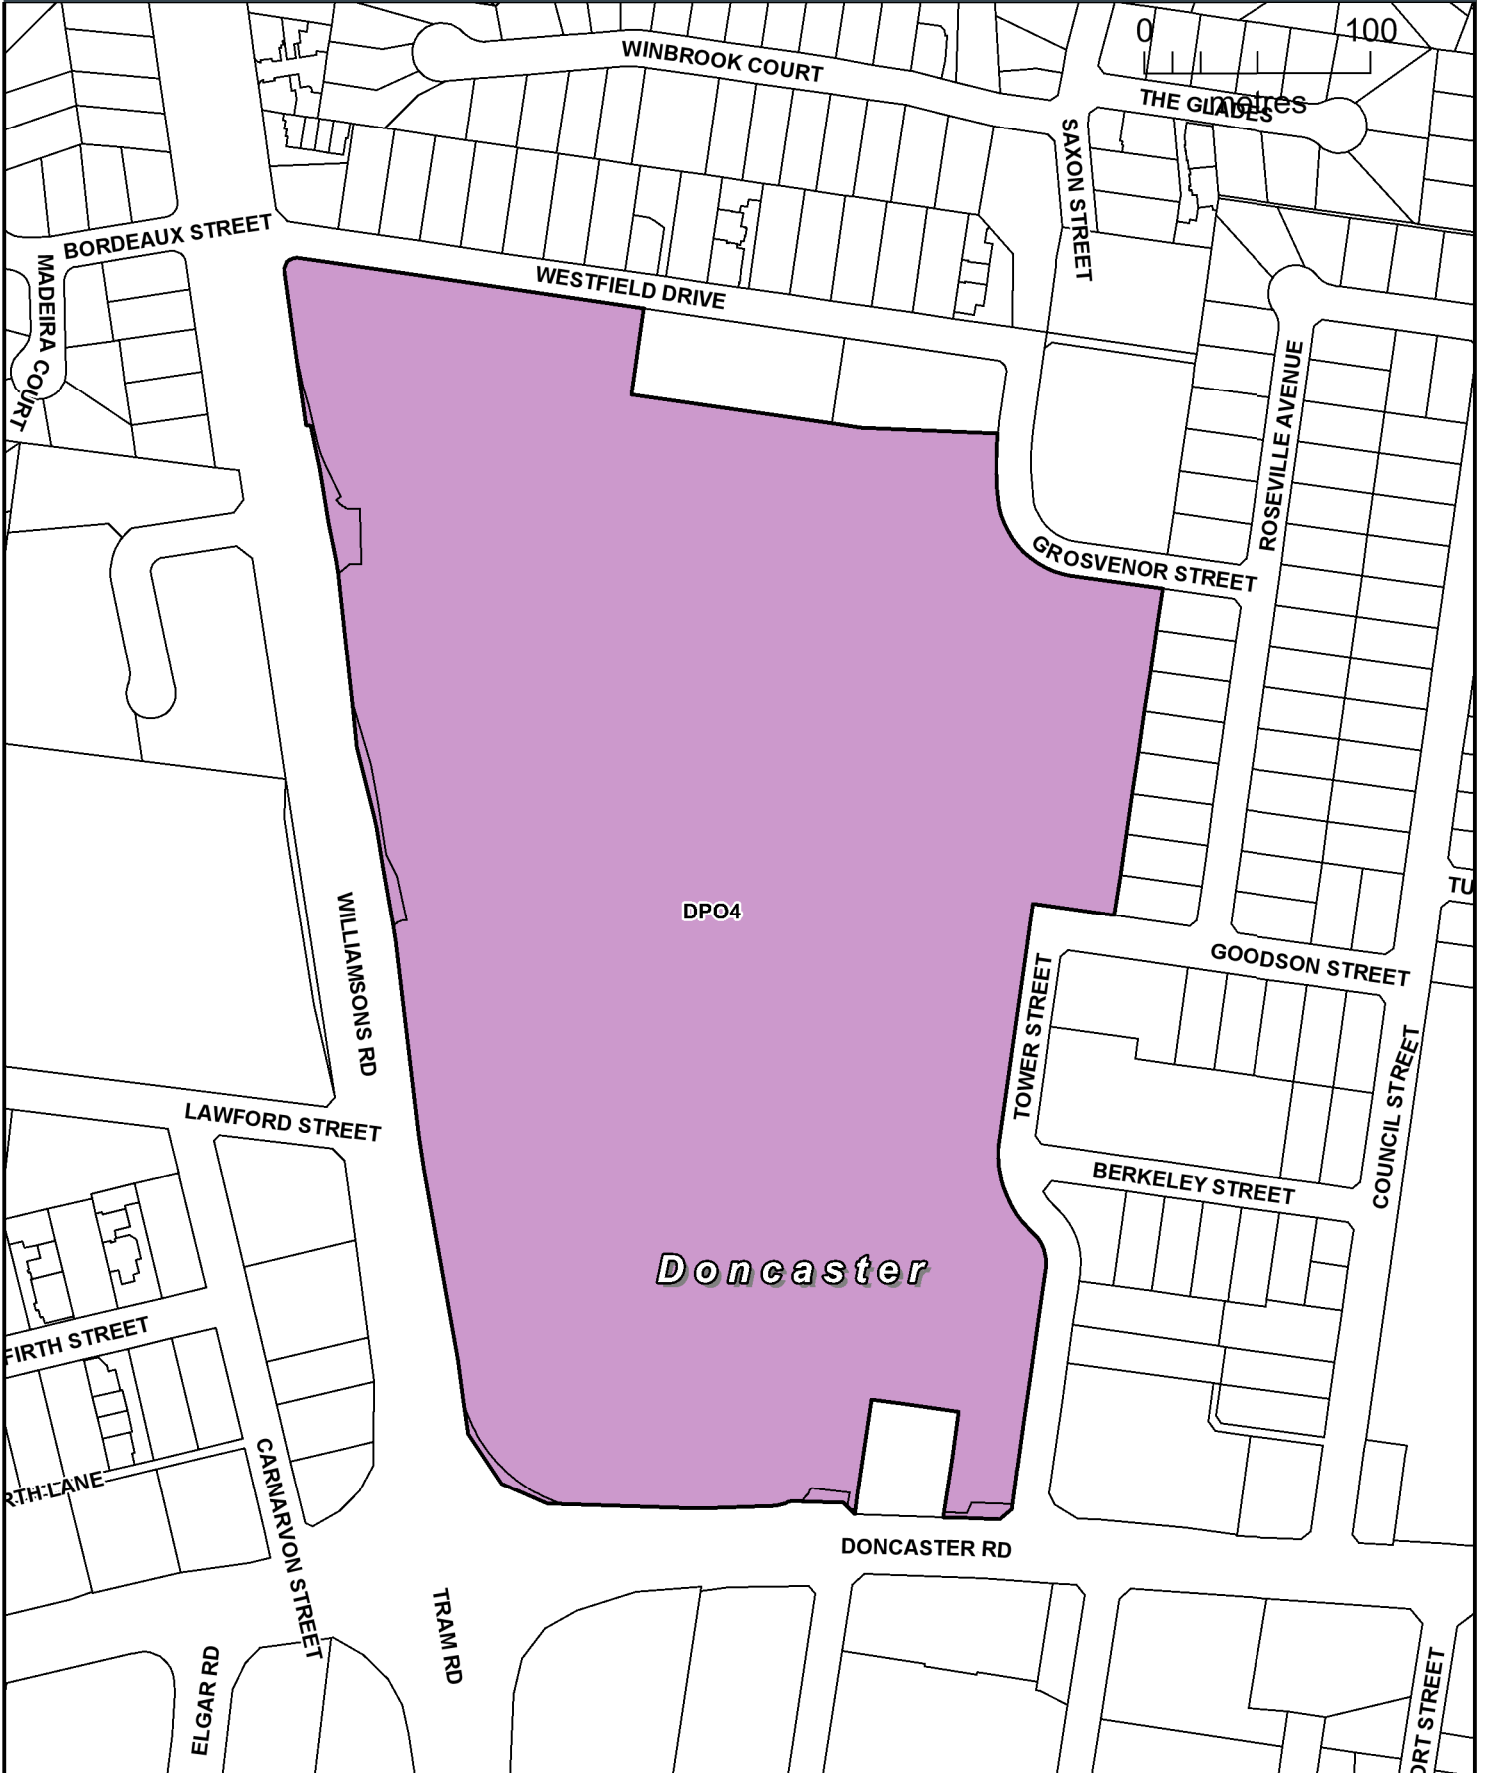 0 100
metres
WINBROOK COURT
THE GLADES
SAXON STREET
BORDEAUX STREET
MADEIRA COURT
WESTFIELD DRIVE
ROSEVILLE AVENUE
GROSVENOR STREET
TU
WILLIAMSONS RD
DPO4
GOODSON STREET
TOWER STREET
COUNCIL STREET
LAWFORD STREET
BERKELEY STREET
Doncaster
FIRTH STREET
RTH LANE
CARNARVON STREET
DONCASTER RD
TRAM RD
ELGAR RD
ORT STREET